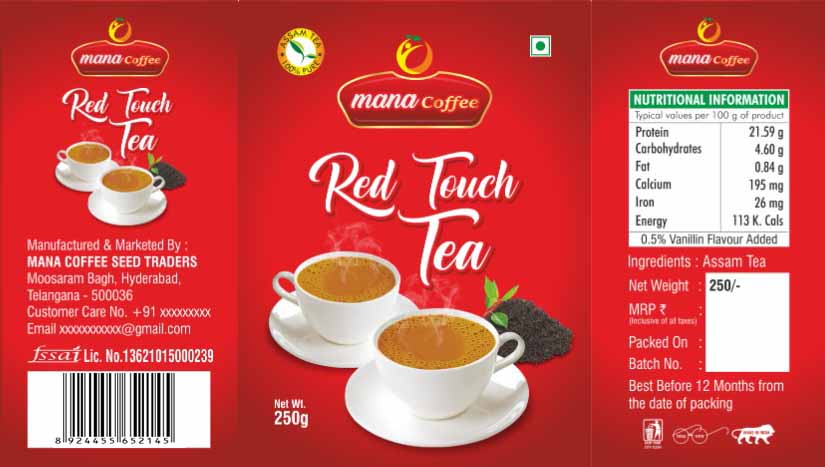 mana Coffee
Red Touch
Tea
Manufactured & Marketed By :
MANA COFFEE SEED TRADERS
Moosaram Bagh, Hyderabad,
Telangana - 500036
Customer Care No. +91 xxxxxxxxx
Email xxxxxxxxxxx@gmail.com
fssai Lic. No.13621015000239
8 924455 652145
ASSAM TEA
100% PURE
mana Coffee
Red Touch
Tea
Net Wt.
250g
mana Coffee
NUTRITIONAL INFORMATION
Typical values per 100 g of product
Protein 21.59 g
Carbohydrates 4.60 g
Fat 0.84 g
Calcium 195 mg
Iron 26 mg
Energy 113 K. Cals
0.5% Vanillin Flavour Added
Ingredients : Assam Tea
Net Weight : 250/-
MRP ₹ :
(Inclusive of all taxes)
Packed On :
Batch No. :
Best Before 12 Months from
the date of packing
MAKE IN INDIA